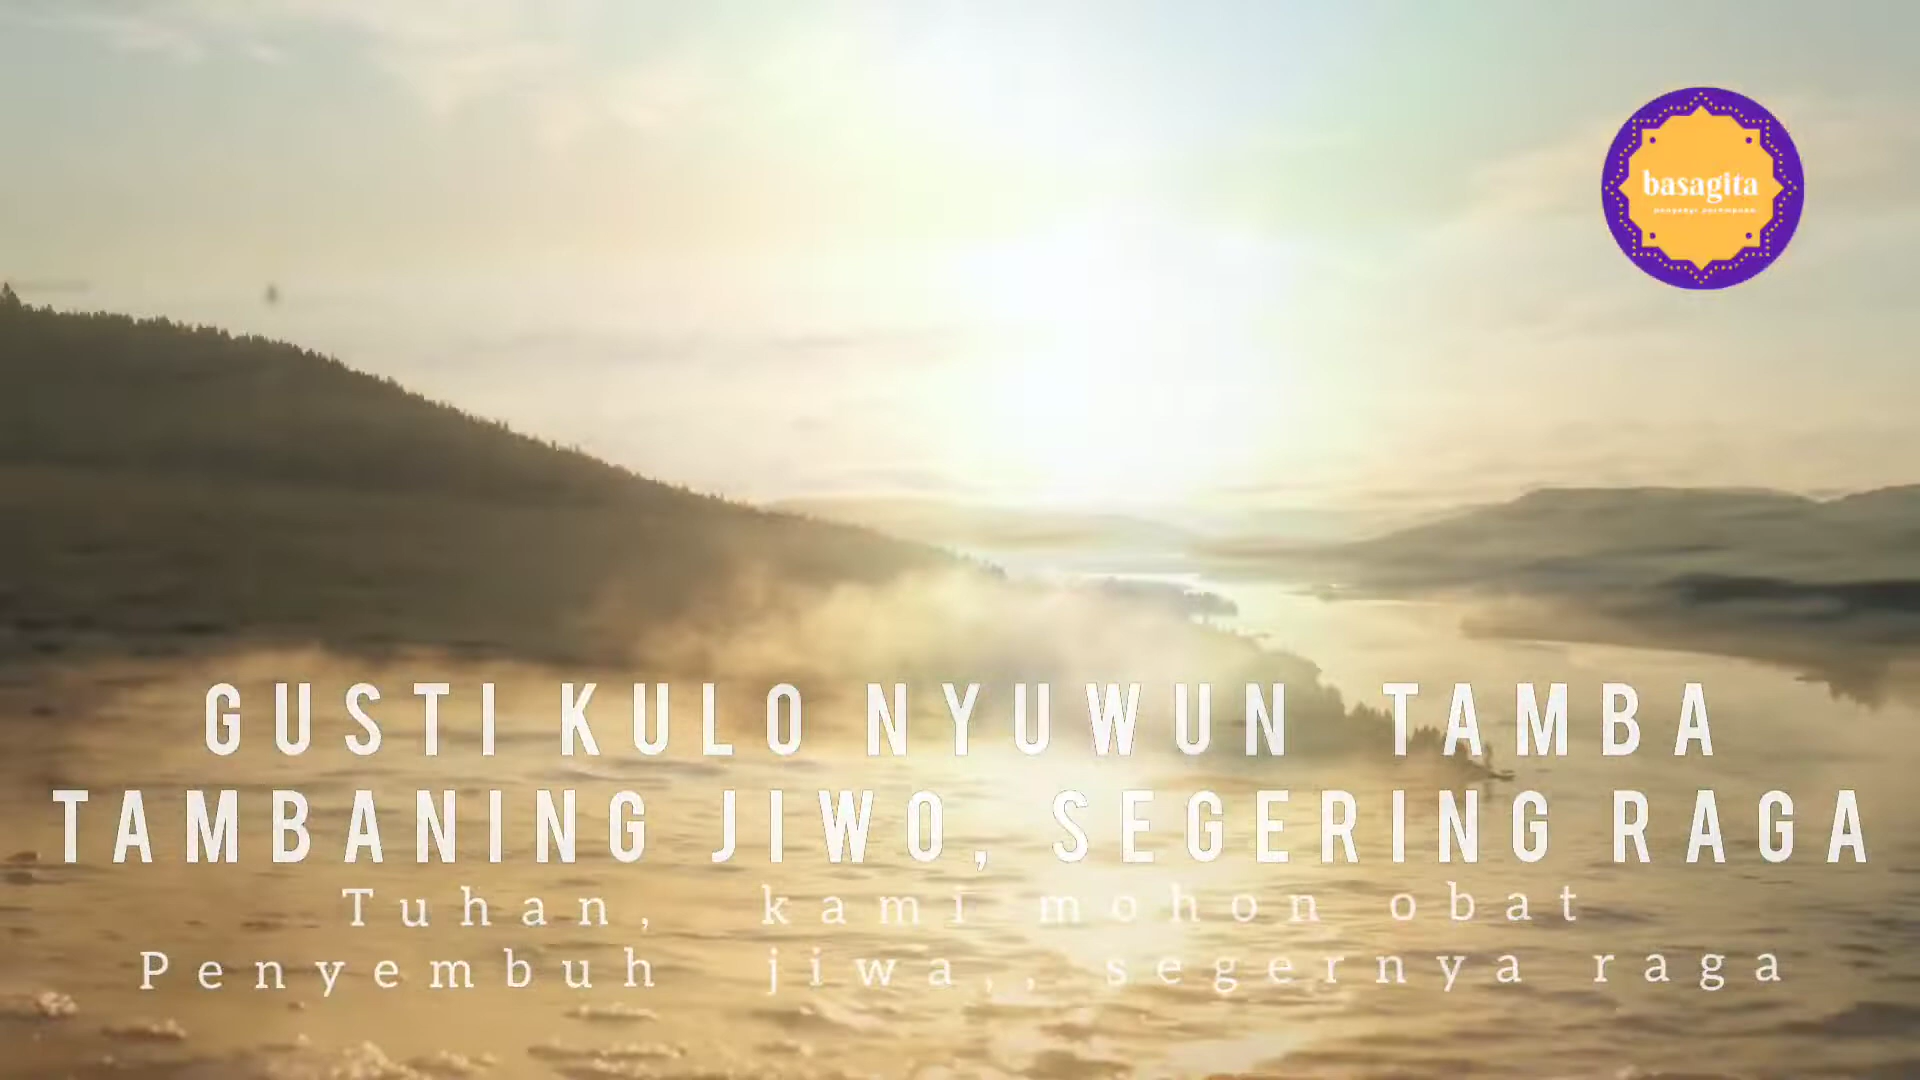 basagita
GUSTI KULO NYUWUN TAMBA
TAMBANING JIWO, SEGERING RAGA
Tuhan, kami mohon obat
Penyembuh jiwa,, segernya raga